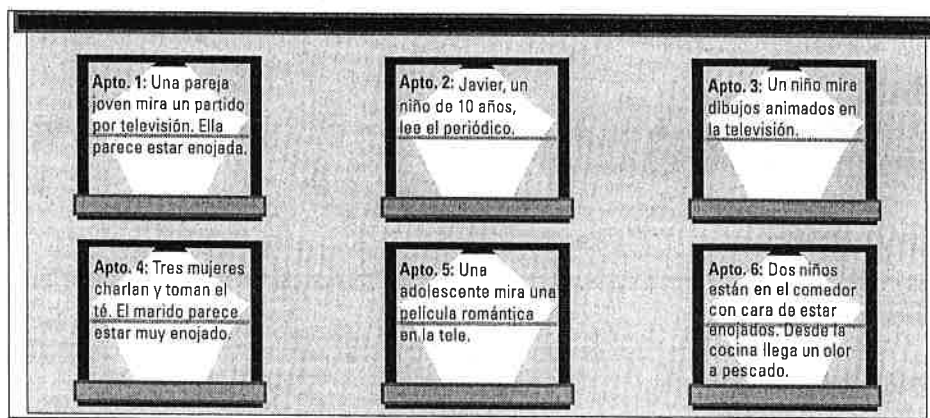 Apto. 1: Una pareja
joven mira un partido
por televisión. Ella
parece estar enojada.
Apto. 2: Javier, un
niño de 10 años,
lee el periódico.
Apto. 3: Un niño mira
dibujos animados en
la televisión.
Apto. 4: Tres mujeres
charlan y toman el
té. El marido parece
estar muy enojado.
Apto. 5: Una
adolescente mira una
película romántica
en la tele.
Apto. 6: Dos niños
están en el comedor
con cara de estar
enojados. Desde la
cocina llega un olor
a pescado.